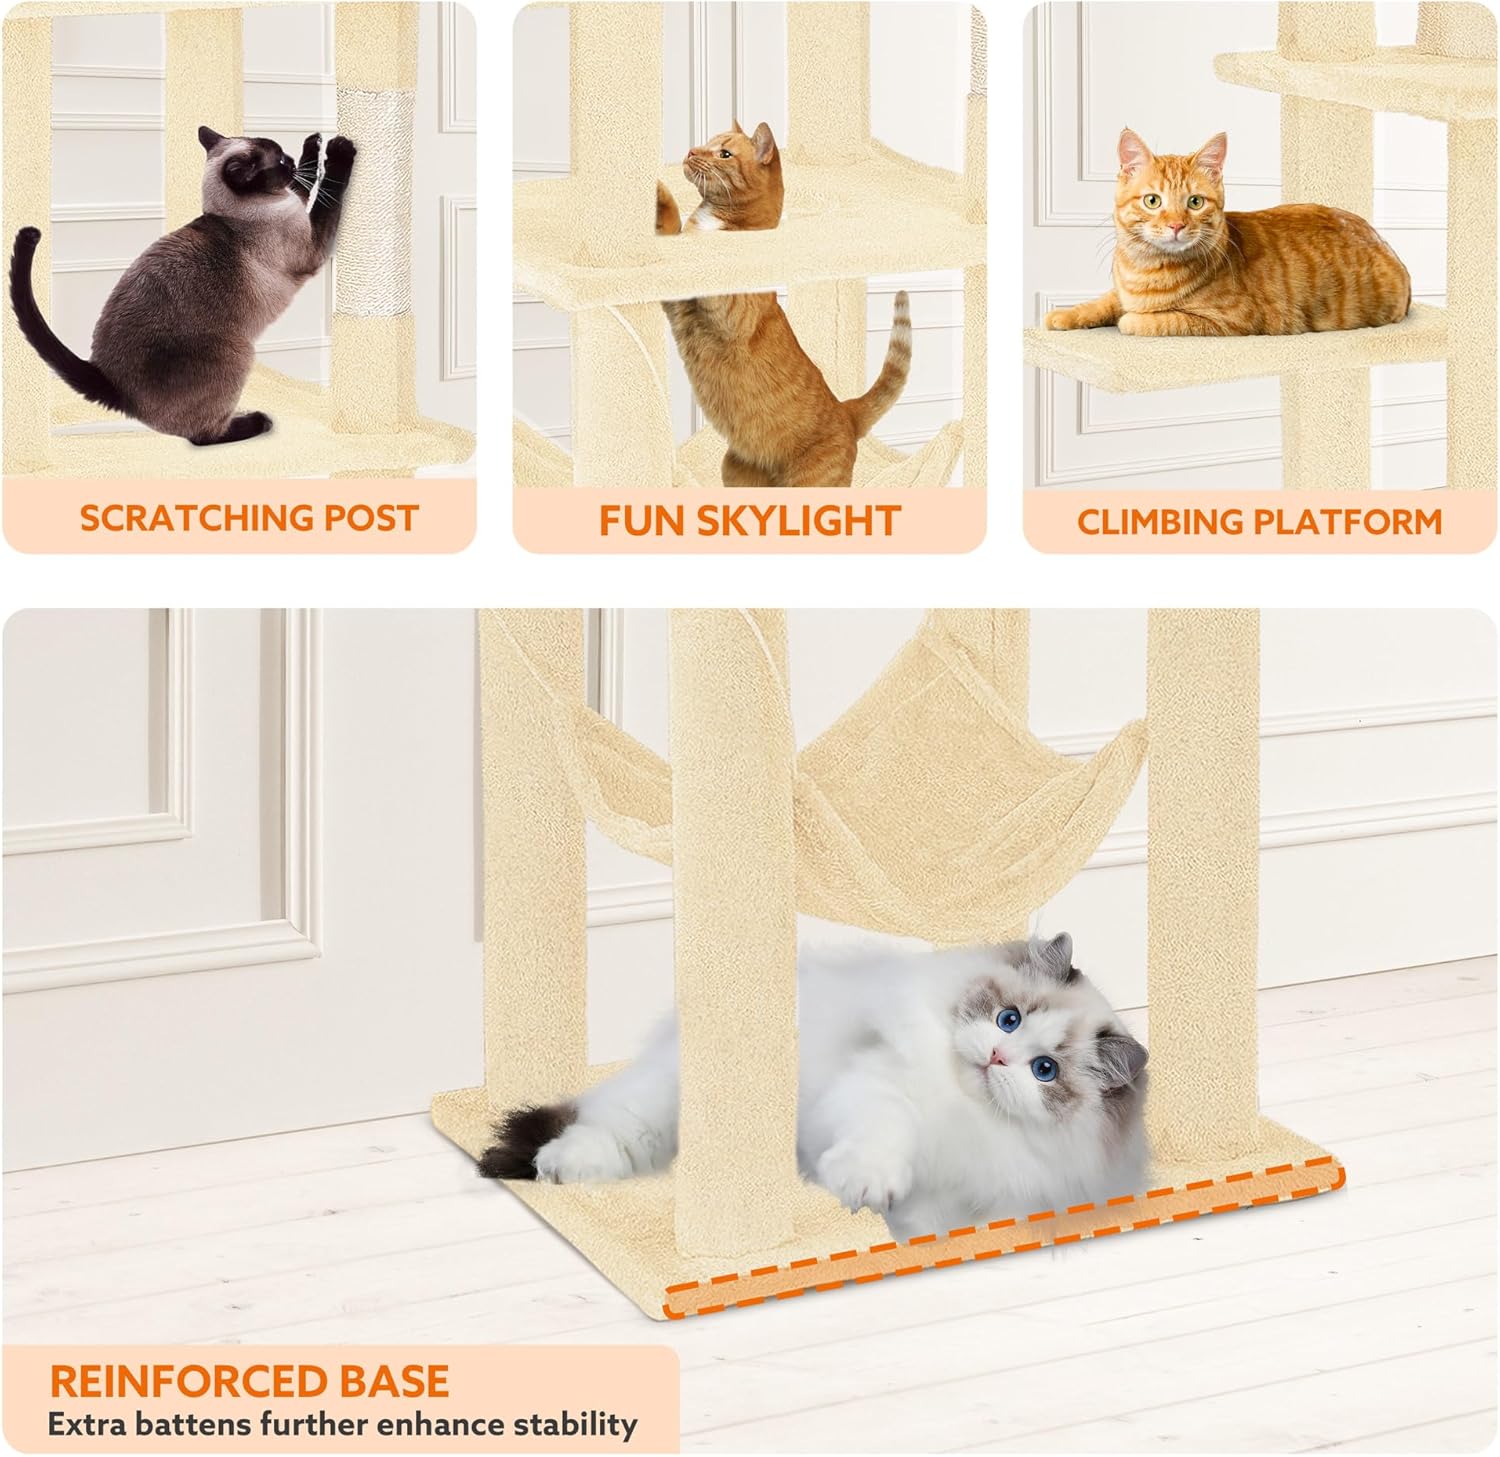 SCRATCHING POST
FUN SKYLIGHT
CLIMBING PLATFORM
REINFORCED BASE
Extra battens further enhance stability